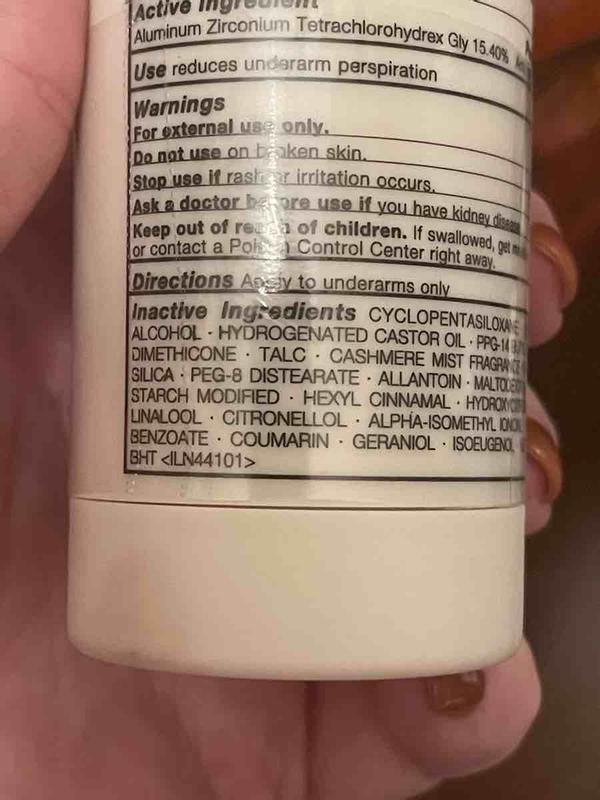 Active Ingredient
Aluminum Zirconium Tetrachlorohydrex Gly 15.40%
Use reduces underarm perspiration
Warnings
For external use only.
Do not use on broken skin.
Stop use if rash or irritation occurs.
Ask a doctor before use if you have kidney disease
Keep out of reach of children. If swallowed, get
or contact a Poison Control Center right away.
Directions Apply to underarms only
Inactive Ingredients CYCLOPENTASILOXANE
ALCOHOL · HYDROGENATED CASTOR OIL · PPG-14
DIMETHICONE · TALC · CASHMERE MIST FRAGRANCE
SILICA · PEG-8 DISTEARATE · ALLANTOIN ·
STARCH MODIFIED · HEXYL CINNAMAL ·
LINALOOL · CITRONELLOL · ALPHA-ISOMETHYL
BENZOATE · COUMARIN · GERANIOL · ISOEUGENOL
BHT <ILN44101>